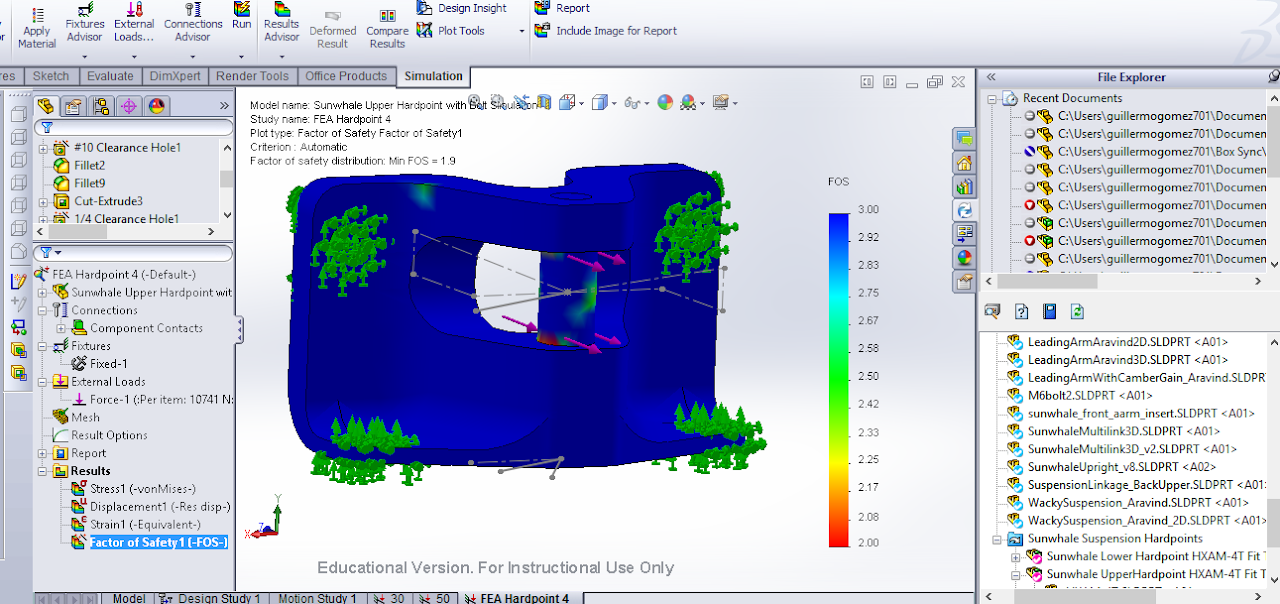 Apply Material
Fixtures Advisor
External Loads...
Connections Advisor
Run
Results Advisor
Deformed Result
Compare Results
Design Insight
Plot Tools
Report
Include Image for Report
res
Sketch
Evaluate
DimXpert
Render Tools
Office Products
Simulation
#10 Clearance Hole1
Fillet2
Fillet9
Cut-Extrude3
1/4 Clearance Hole1
FEA Hardpoint 4 (-Default-)
Sunwhale Upper Hardpoint wit
Connections
Component Contacts
Fixtures
Fixed-1
External Loads
Force-1 (:Per item: 10741 N:
Mesh
Result Options
Report
Results
Stress1 (-vonMises-)
Displacement1 (-Res disp-)
Strain1 (-Equivalent-)
Factor of Safety1 (-FOS-)
Model name: Sunwhale Upper Hardpoint with Bolt Simulation
Study name: FEA Hardpoint 4
Plot type: Factor of Safety Factor of Safety1
Criterion : Automatic
Factor of safety distribution: Min FOS = 1.9
FOS
3.00
2.92
2.83
2.75
2.67
2.58
2.50
2.42
2.33
2.25
2.17
2.08
2.00
Y
X
Z
Educational Version. For Instructional Use Only
Model
Design Study 1
Motion Study 1
30
50
FEA Hardpoint 4
File Explorer
Recent Documents
C:\Users\guillermogomez701\Documen
C:\Users\guillermogomez701\Documen
C:\Users\guillermogomez701\Box Sync\
C:\Users\guillermogomez701\Documen
C:\Users\guillermogomez701\Documen
C:\Users\guillermogomez701\Documen
C:\Users\guillermogomez701\Documen
C:\Users\guillermogomez701\Documen
C:\Users\guillermogomez701\Documen
LeadingArmAravind2D.SLDPRT <A01>
LeadingArmAravind3D.SLDPRT <A01>
LeadingArmWithCamberGain_Aravind.SLDPR
M6bolt2.SLDPRT <A01>
sunwhale_front_aarm_insert.SLDPRT <A01>
SunwhaleMultilink3D.SLDPRT <A01>
SunwhaleMultilink3D_v2.SLDPRT <A01>
SunwhaleUpright_v8.SLDPRT <A02>
SuspensionLinkage_BackUpper.SLDPRT <A01:
WackySuspension_Aravind.SLDPRT <A01>
WackySuspension_Aravind_2D.SLDPRT <A01>
Sunwhale Suspension Hardpoints
Sunwhale Lower Hardpoint HXAM-4T Fit T
Sunwhale UpperHardpoint HXAM-4T Fit T